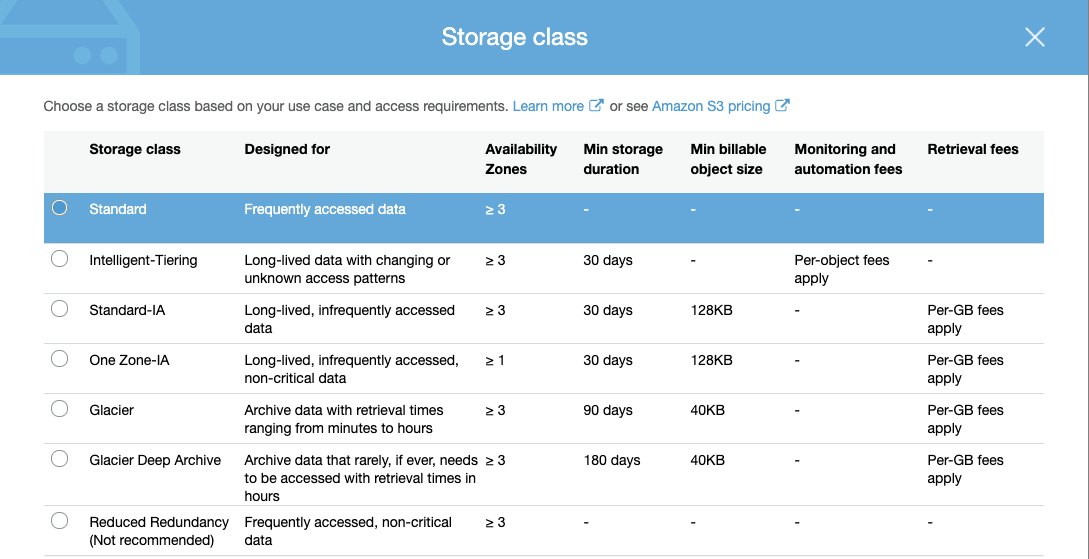 Storage class
Choose a storage class based on your use case and access requirements. Learn more or see Amazon S3 pricing
Storage class Designed for Availability Zones Min storage duration Min billable object size Monitoring and automation fees Retrieval fees
Standard Frequently accessed data ≥ 3 - - - -
Intelligent-Tiering Long-lived data with changing or unknown access patterns ≥ 3 30 days - Per-object fees apply -
Standard-IA Long-lived, infrequently accessed data ≥ 3 30 days 128KB - Per-GB fees apply
One Zone-IA Long-lived, infrequently accessed, non-critical data ≥ 1 30 days 128KB - Per-GB fees apply
Glacier Archive data with retrieval times ranging from minutes to hours ≥ 3 90 days 40KB - Per-GB fees apply
Glacier Deep Archive Archive data that rarely, if ever, needs to be accessed with retrieval times in hours ≥ 3 180 days 40KB - Per-GB fees apply
Reduced Redundancy (Not recommended) Frequently accessed, non-critical data ≥ 3 - - - -